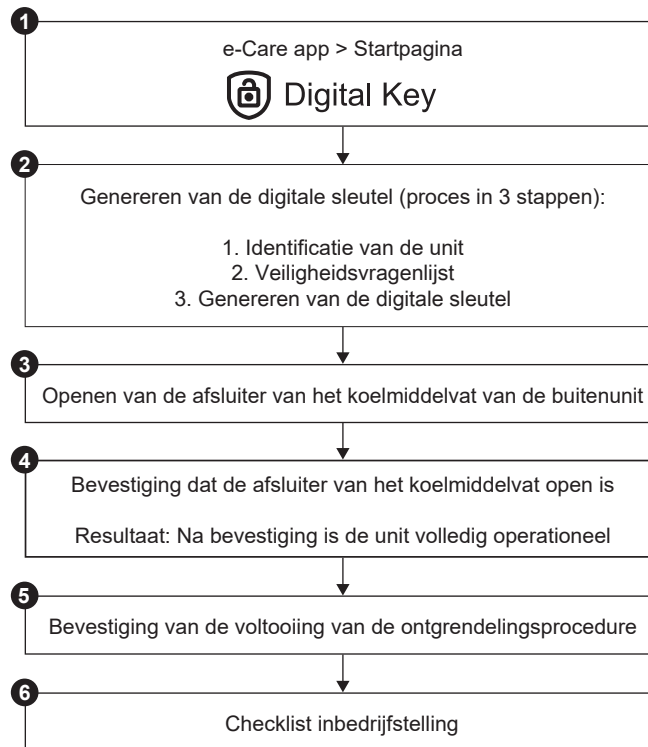 1
e-Care app > Startpagina
Digital Key
2
Genereren van de digitale sleutel (proces in 3 stappen):
1. Identificatie van de unit
2. Veiligheidsvragenlijst
3. Genereren van de digitale sleutel
3
Openen van de afsluiter van het koelmiddelvat van de buitenunit
4
Bevestiging dat de afsluiter van het koelmiddelvat open is
Resultaat: Na bevestiging is de unit volledig operationeel
5
Bevestiging van de voltooiing van de ontgrendelingsprocedure
6
Checklist inbedrijfstelling